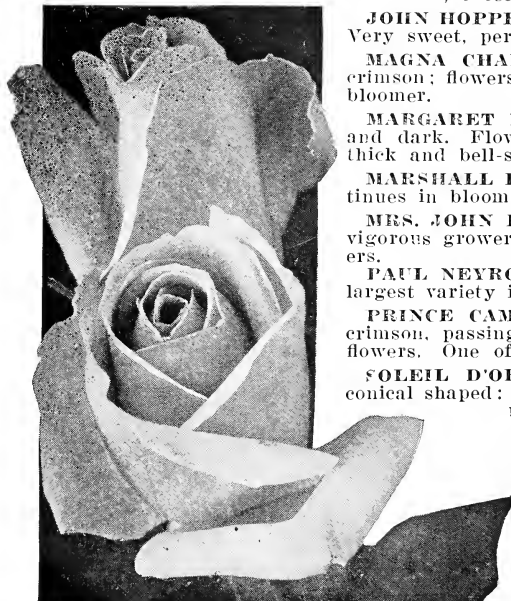 JOHN HOPPE
Very sweet, per
MAGNA CHA
crimson; flowers
bloomer.
MARGARET
and dark. Flow
thick and bell-s
MARSHALL
tinues in bloom
MRS. JOHN
vigorous grower
ers.
PAUL NEYRO
largest variety i
PRINCE CAM
crimson, passing
flowers. One of
SOLEIL D'O
conical shaped: